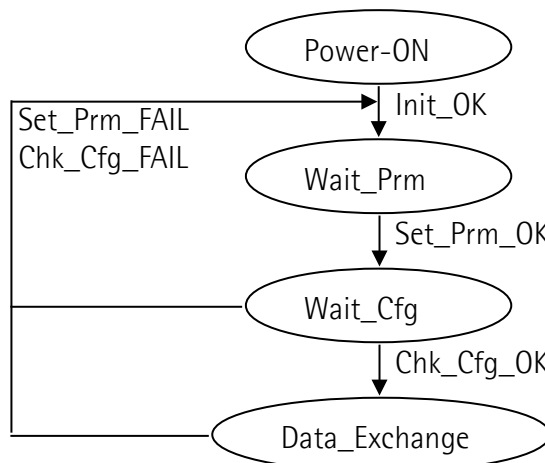 Power-ON
Init_OK
Set_Prm_FAIL
Chk_Cfg_FAIL
Wait_Prm
Set_Prm_OK
Wait_Cfg
Chk_Cfg_OK
Data_Exchange